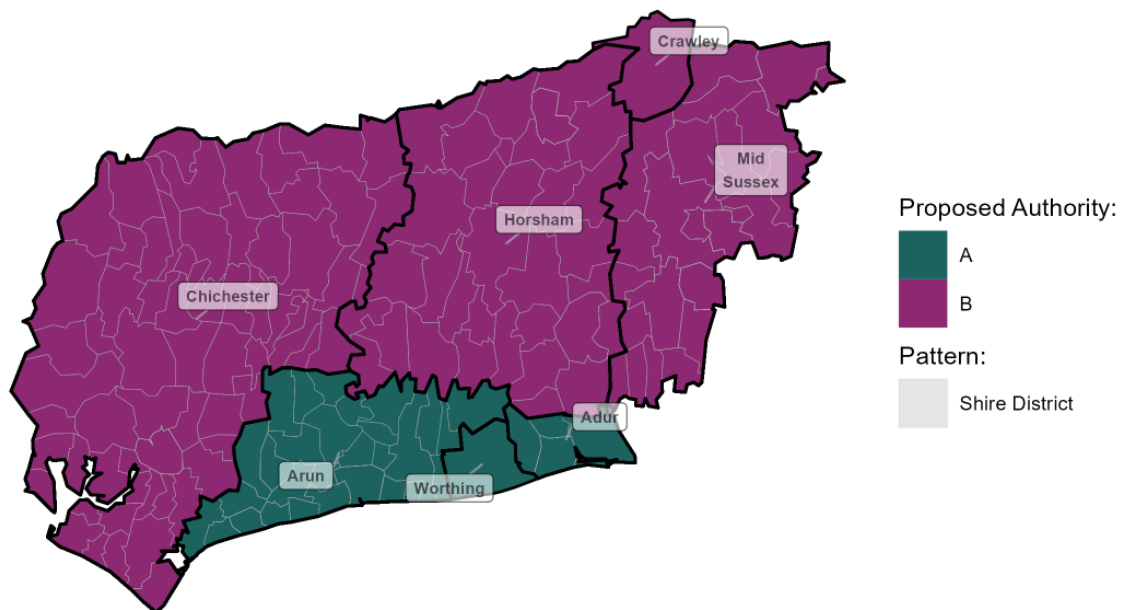 Crawley
Mid
Sussex
Horsham
Chichester
Adur
Arun
Worthing
Proposed Authority:
A
B
Pattern:
Shire District